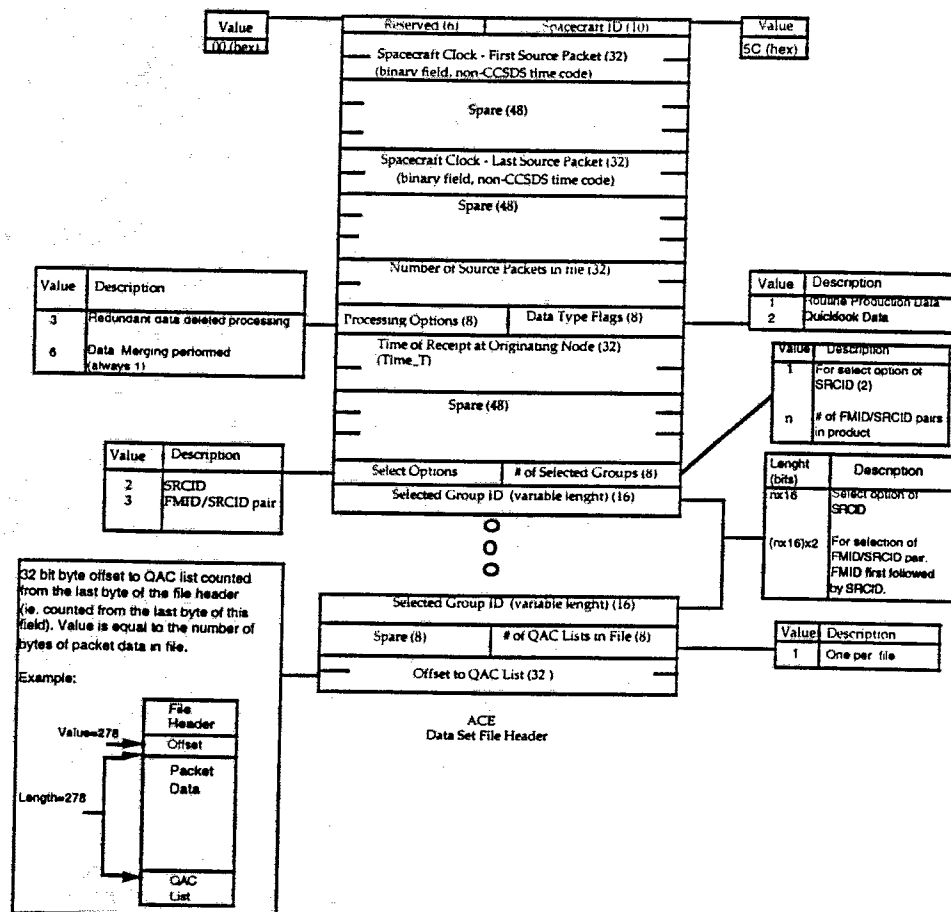 Value
00 (hex)
Reserved (6)
Spacecraft ID (10)
Value
5C (hex)
Spacecraft Clock - First Source Packet (32)
(binary field, non-CCSDS time code)
Spare (48)
Spacecraft Clock - Last Source Packet (32)
(binary field, non-CCSDS time code)
Spare (48)
Number of Source Packets in file (32)
Value Description
3 Redundant data deleted processing
6 Data Merging performed
(always 1)
Processing Options (8)
Data Type Flags (8)
Value Description
1 Routine Production Data
2 Quicklook Data
Time of Receipt at Originating Node (32)
(Time_T)
Value Description
1 For select option of
SRCID (2)
n # of FMID/SRCID pairs
in product
Spare (48)
Value Description
2 SRCID
3 FMID/SRCID pair
Select Options
# of Selected Groups (8)
Selected Group ID (variable lenght) (16)
Lenght
(bits)
Description
nx16 Select option of
SRCID
(nx16)x2 For selection of
FMID/SRCID pair.
FMID first followed
by SRCID.
32 bit byte offset to QAC list counted
from the last byte of the file header
(ie. counted from the last byte of this
field). Value is equal to the number of
bytes of packet data in file.
Example:
Value=278
Length=278
File
Header
Offset
Packet
Data
QAC
List
Selected Group ID (variable lenght) (16)
Spare (8)
# of QAC Lists in File (8)
Value Description
1 One per file
Offset to QAC List (32 )
ACE
Data Set File Header